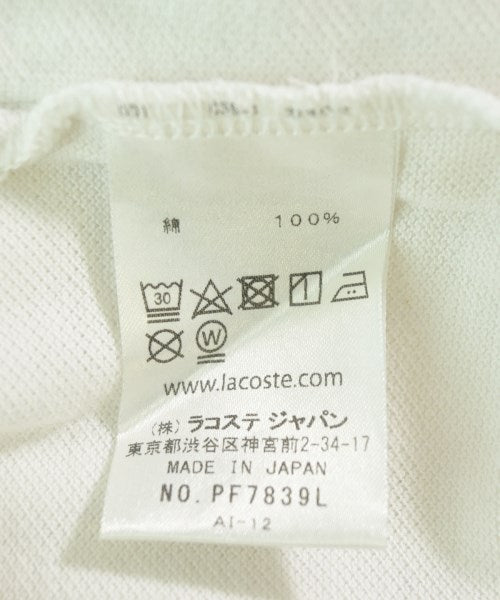 綿 100%
30
W
www.lacoste.com
(株) ラコステ ジャパン
東京都渋谷区神宮前2-34-17
MADE IN JAPAN
NO. PF7839L
AI-12